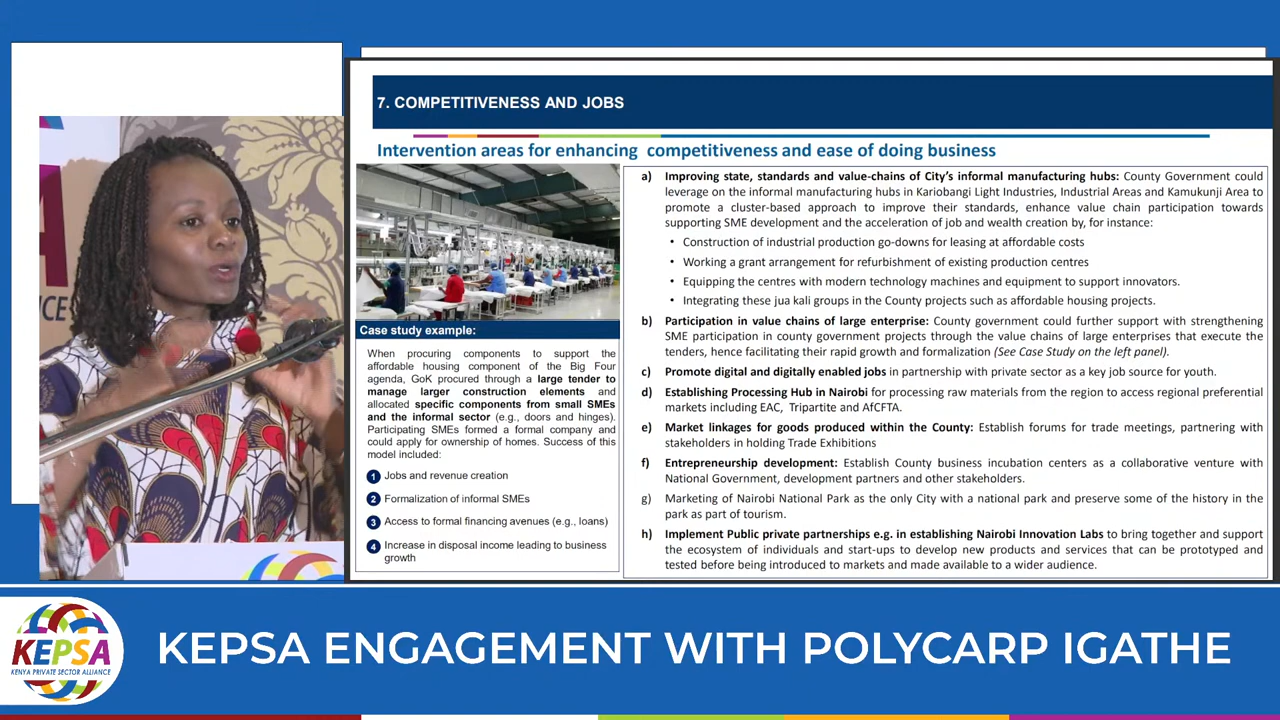 7. COMPETITIVENESS AND JOBS
Intervention areas for enhancing competitiveness and ease of doing business
Case study example:
When procuring components to support the
affordable housing component of the Big Four
agenda, GoK procured through a large tender to
manage larger construction elements and
allocated specific components from small SMEs
and the informal sector (e.g., doors and hinges).
Participating SMEs formed a formal company and
could apply for ownership of homes. Success of this
model included:
1 Jobs and revenue creation
2 Formalization of informal SMEs
3 Access to formal financing avenues (e.g., loans)
4 Increase in disposal income leading to business
growth
a) Improving state, standards and value-chains of City's informal manufacturing hubs: County Government could
leverage on the informal manufacturing hubs in Kariobangi Light Industries, Industrial Areas and Kamukunji Area to
promote a cluster-based approach to improve their standards, enhance value chain participation towards
supporting SME development and the acceleration of job and wealth creation by, for instance:
• Construction of industrial production go-downs for leasing at affordable costs
• Working a grant arrangement for refurbishment of existing production centres
• Equipping the centres with modern technology machines and equipment to support innovators.
• Integrating these jua kali groups in the County projects such as affordable housing projects.
b) Participation in value chains of large enterprise: County government could further support with strengthening
SME participation in county government projects through the value chains of large enterprises that execute the
tenders, hence facilitating their rapid growth and formalization (See Case Study on the left panel).
c) Promote digital and digitally enabled jobs in partnership with private sector as a key job source for youth.
d) Establishing Processing Hub in Nairobi for processing raw materials from the region to access regional preferential
markets including EAC, Tripartite and AfCFTA.
e) Market linkages for goods produced within the County: Establish forums for trade meetings, partnering with
stakeholders in holding Trade Exhibitions
f) Entrepreneurship development: Establish County business incubation centers as a collaborative venture with
National Government, development partners and other stakeholders.
g) Marketing of Nairobi National Park as the only City with a national park and preserve some of the history in the
park as part of tourism.
h) Implement Public private partnerships e.g. in establishing Nairobi Innovation Labs to bring together and support
the ecosystem of individuals and start-ups to develop new products and services that can be prototyped and
tested before being introduced to markets and made available to a wider audience.
KEPSA
KENYA PRIVATE SECTOR ALLIANCE
KEPSA ENGAGEMENT WITH POLYCARP IGATHE